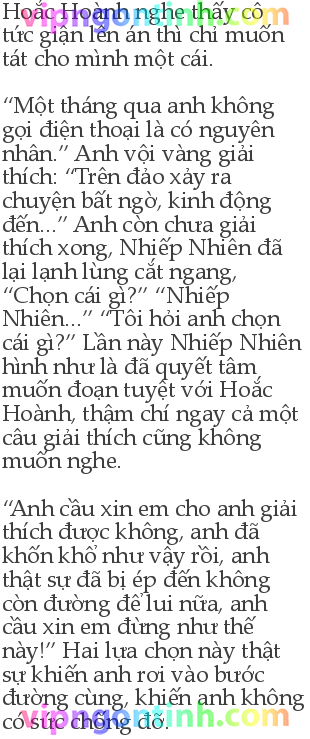 Hoắc Hoành nghe thấy cô
vipngontinh.com
tức giận lên án thì chỉ muốn
tát cho mình một cái.
“Một tháng qua anh không
gọi điện thoại là có nguyên
nhân.” Anh vội vàng giải
thích: “Trên đảo xảy ra
chuyện bất ngờ, kinh động
đến...” Anh còn chưa giải
thích xong, Nhiếp Nhiên đã
lại lạnh lùng cắt ngang,
“Chọn cái gì?” “Nhiếp
Nhiên...” “Tôi hỏi anh chọn
cái gì?” Lần này Nhiếp Nhiên
hình như là đã quyết tâm
muốn đoạn tuyệt với Hoắc
Hoành, thậm chí ngay cả một
câu giải thích cũng không
muốn nghe.
“Anh cầu xin em cho anh giải
thích được không, anh đã
khốn khổ như vậy rồi, anh
thật sự đã bị ép đến không
còn đường để lui nữa, anh
cầu xin em đừng như thế
này!” Hai lựa chọn này thật
sự khiến anh rơi vào bước
đường cùng, khiến anh không
vipngontinh.com
có sức chống đỡ.